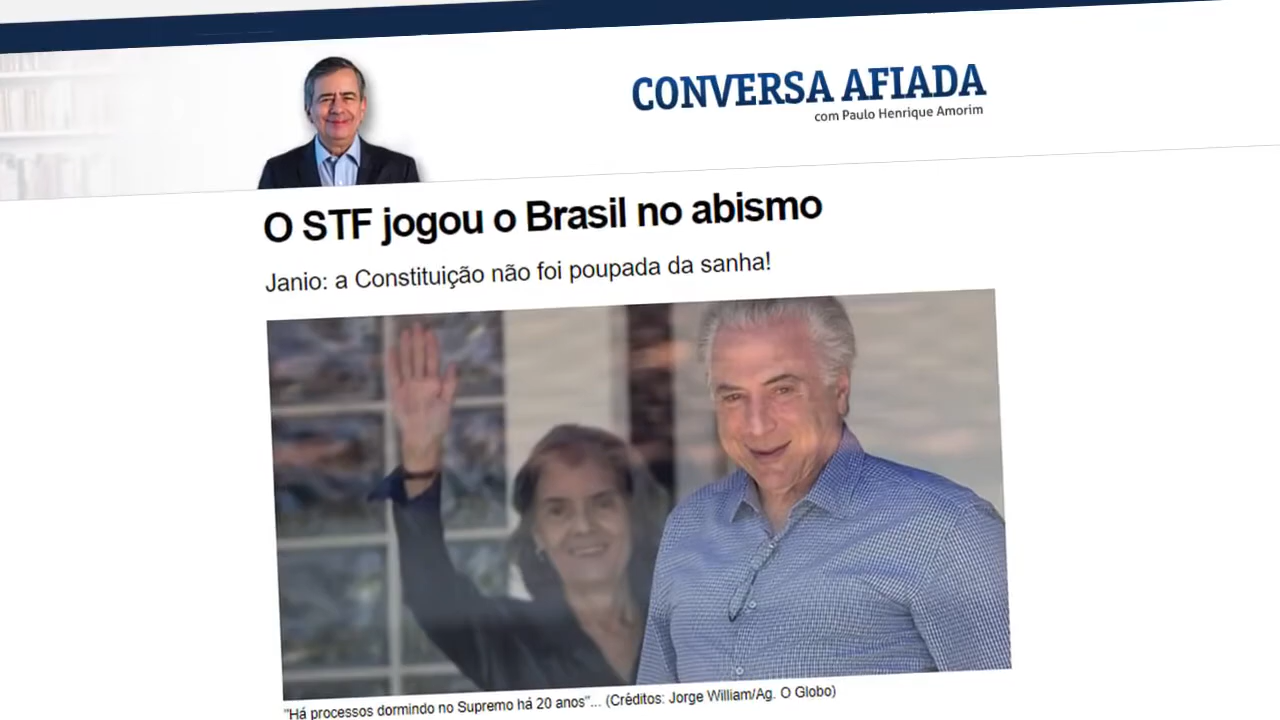 CONVERSA AFIADA
com Paulo Henrique Amorim
O STF jogou o Brasil no abismo
Janio: a Constituição não foi poupada da sanha!
"Há processos dormindo no Supremo há 20 anos"... (Créditos: Jorge William/Ag. O Globo)